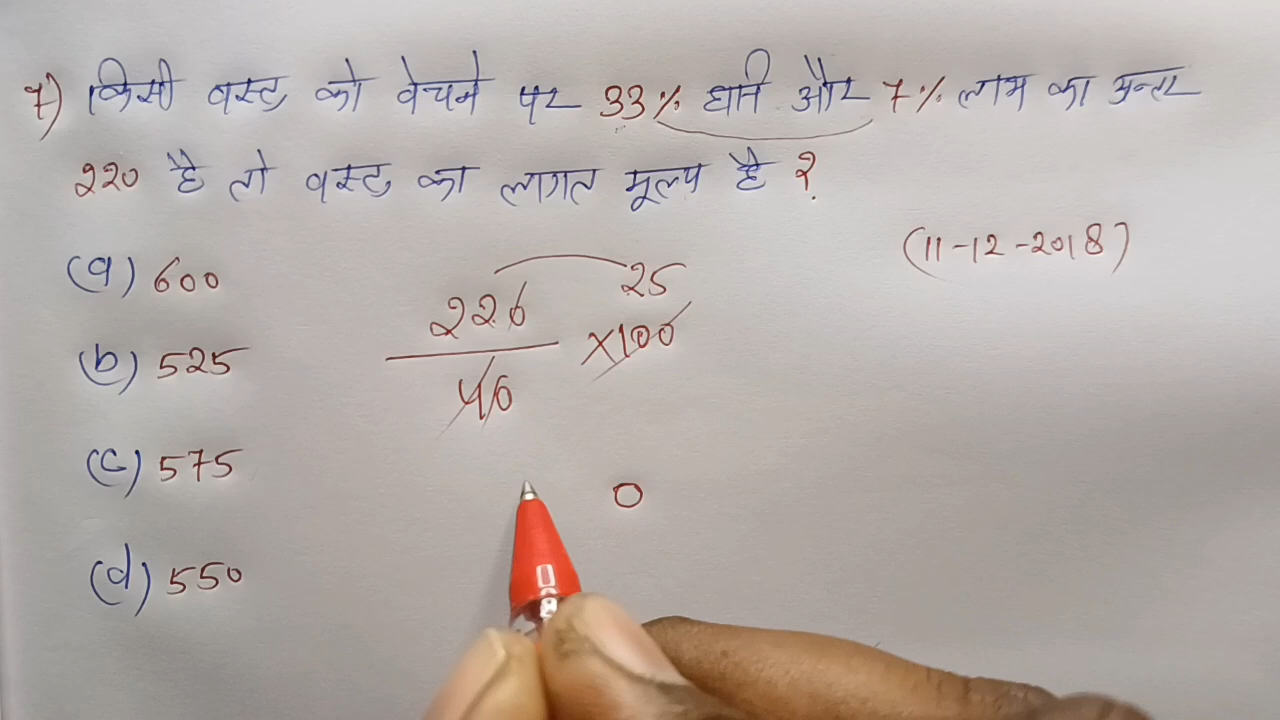 7) किसी वस्तु को बेचने पर 33% हानि और 7% लाभ का अन्तर
220 है तो वस्तु का लागत मूल्य है ?
(11-12-2018)
(a) 600
25
220
×100
40
(b) 525
(c) 575
0
(d) 550